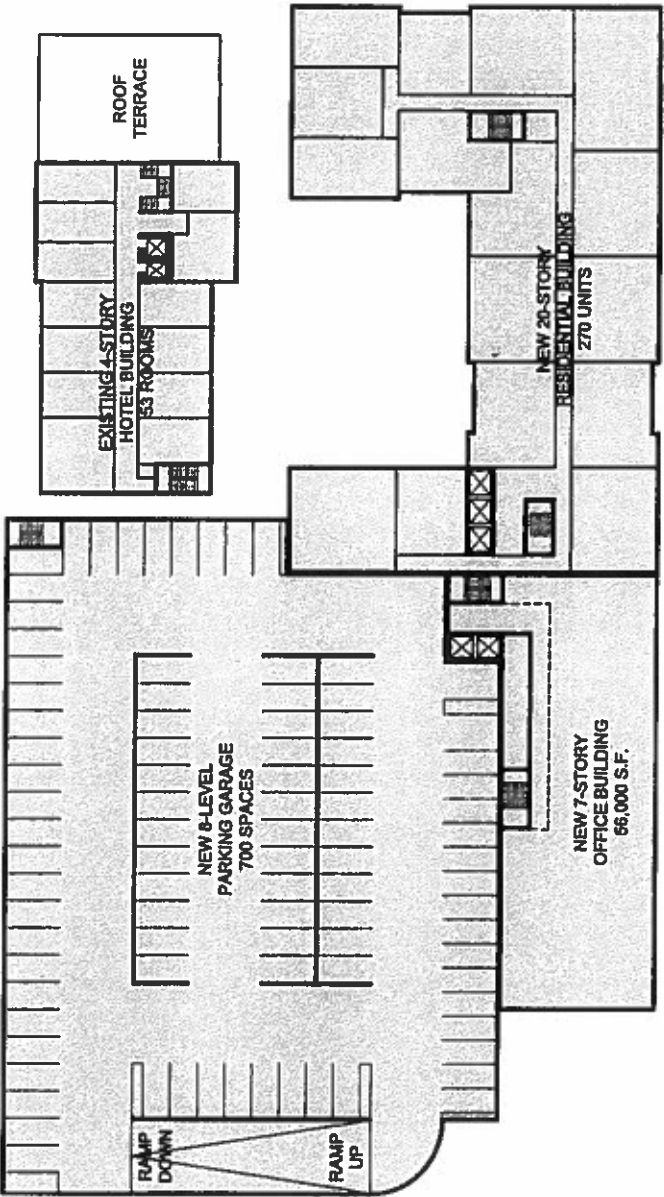 ROOF
TERRACE
EXISTING 4-STORY
HOTEL BUILDING
53 ROOMS
NEW 20-STORY
RESIDENTIAL BUILDING
270 UNITS
NEW 8-LEVEL
PARKING GARAGE
700 SPACES
NEW 7-STORY
OFFICE BUILDING
66,000 S.F.
RAMP
DOWN
RAMP
UP